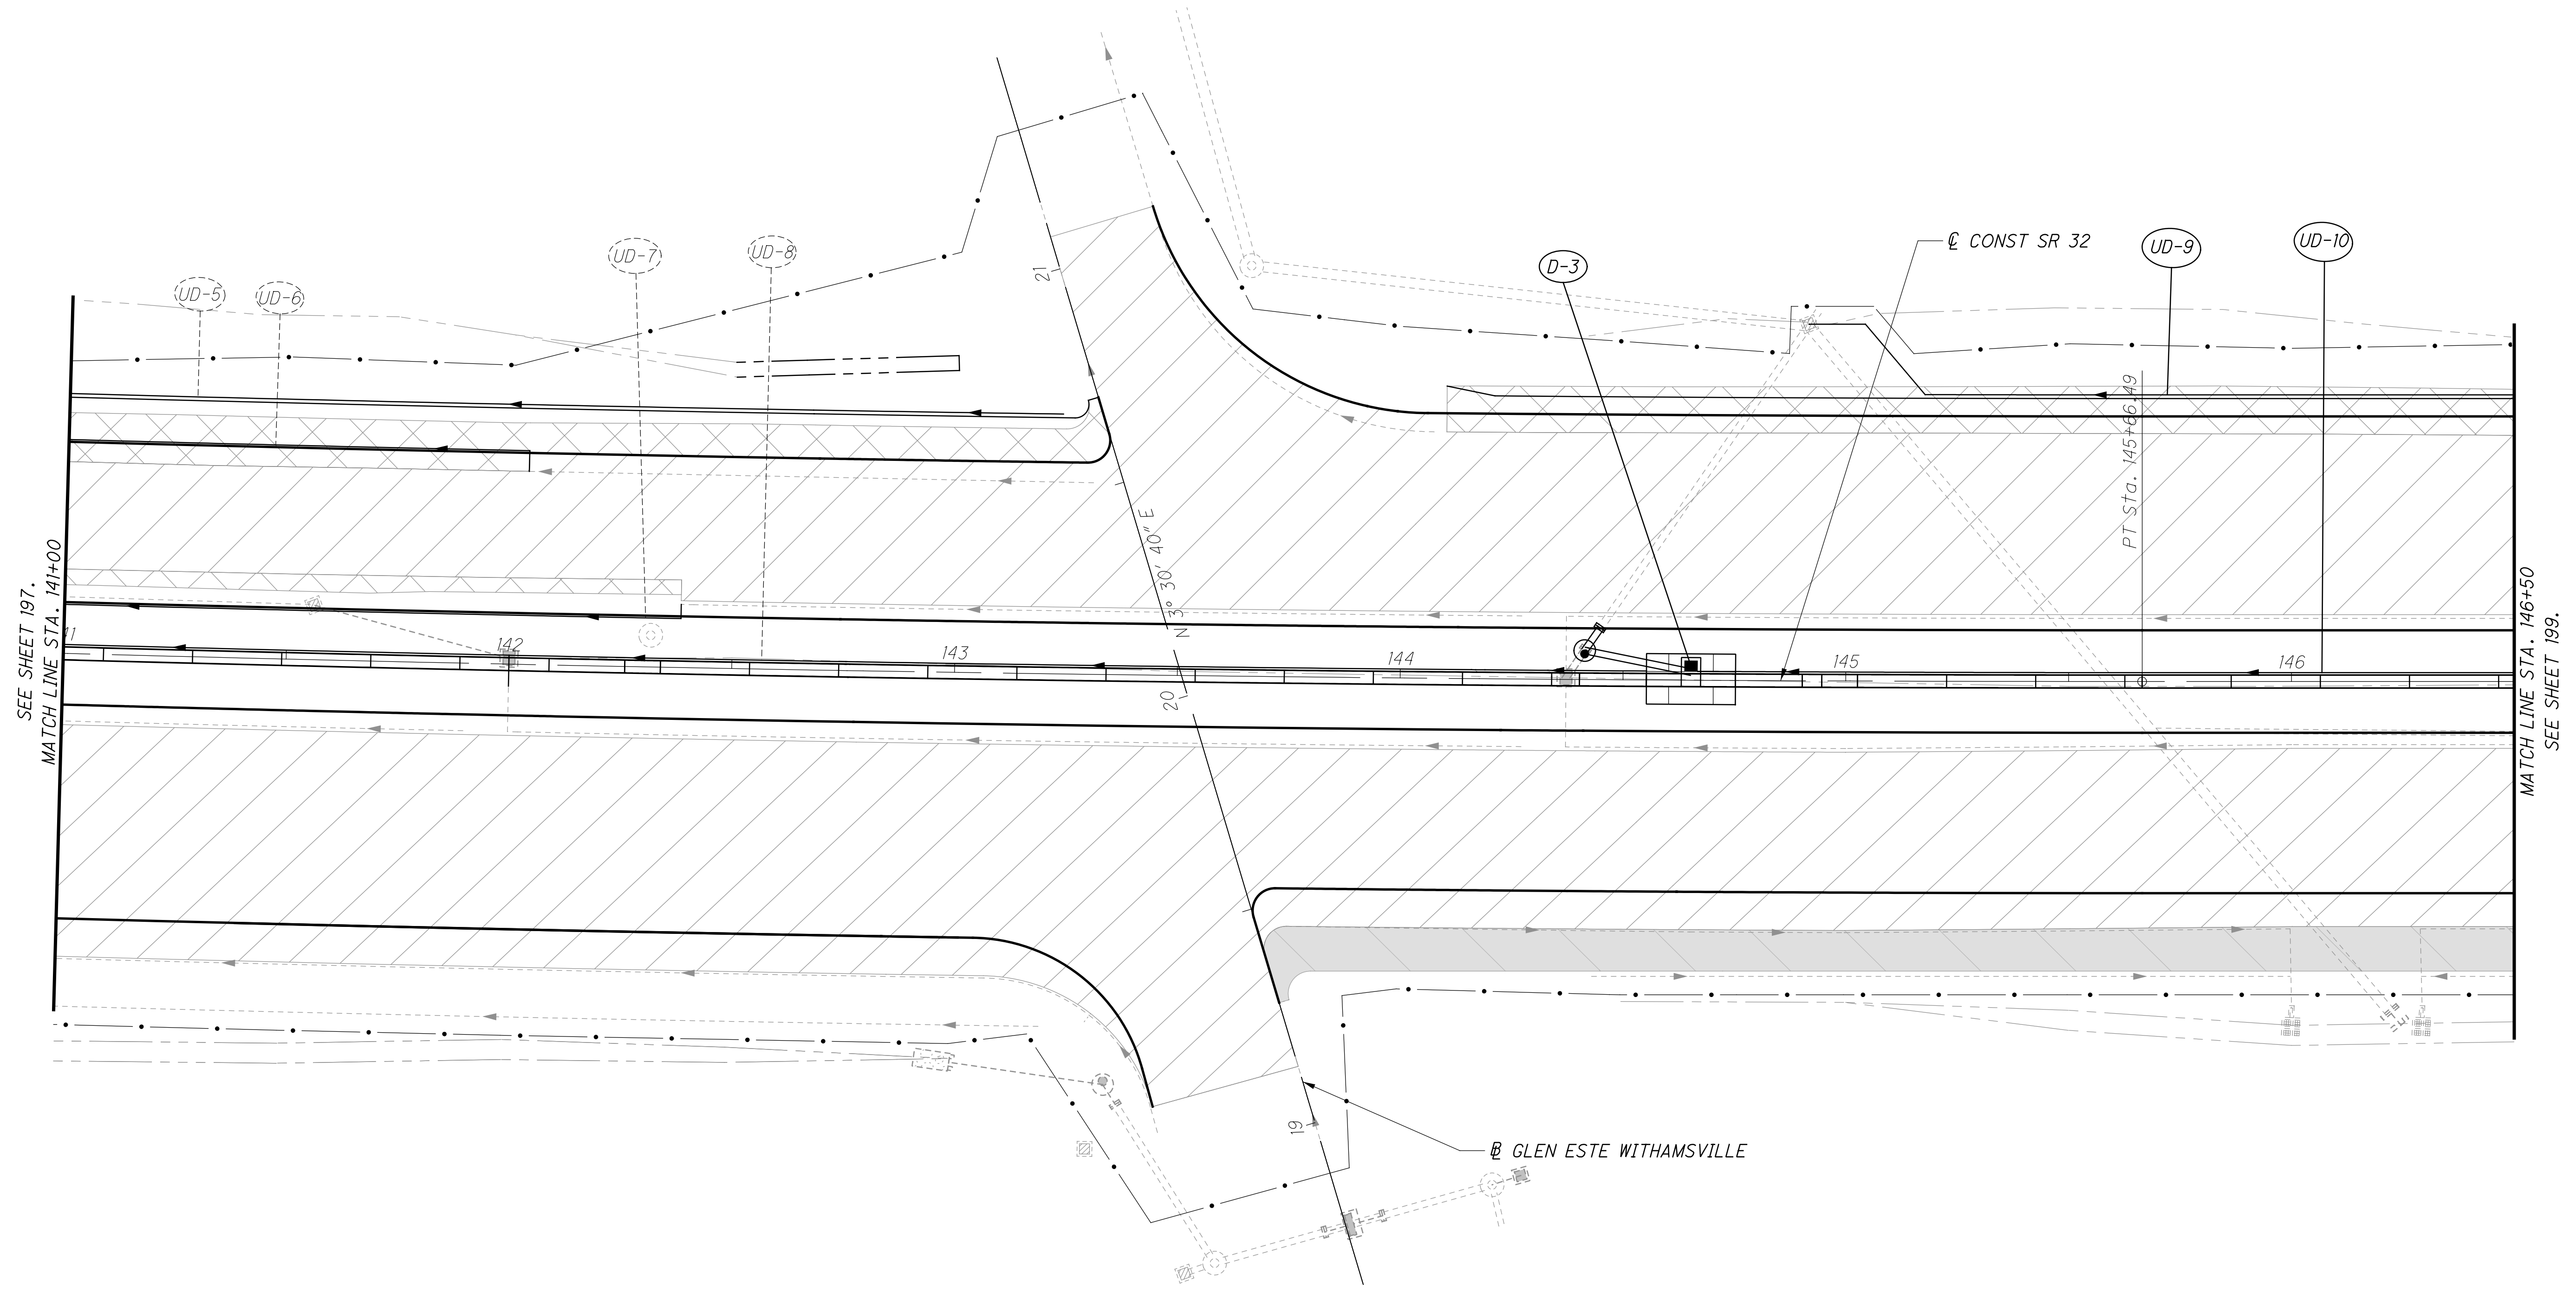 UD-5
UD-6
UD-7
UD-8
D-3
℄ CONST SR 32
UD-9
UD-10
21
PT Sta. 145+66.49
N 3° 30' 40" E
SEE SHEET 197.
MATCH LINE STA. 141+00
MATCH LINE STA. 146+50
SEE SHEET 199.
142
143
144
145
146
20
19
BL GLEN ESTE WITHAMSVILLE